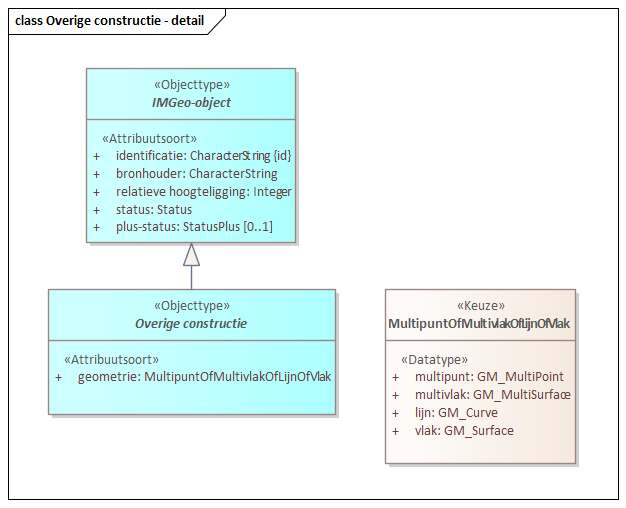 class Overige constructie - detail
«Objecttype»
IMGeo-object
«Attribuutsoort»
+ identificatie: CharacterString {id}
+ bronhouder: CharacterString
+ relatieve hoogteligging: Integer
+ status: Status
+ plus-status: StatusPlus [0..1]
«Objecttype»
Overige constructie
«Attribuutsoort»
+ geometrie: MultipuntOfMultivlakOfLijnOfVlak
«Keuze»
MultipuntOfMultivlakOfLijnOfVlak
«Datatype»
+ multipunt: GM_MultiPoint
+ multivlak: GM_MultiSurface
+ lijn: GM_Curve
+ vlak: GM_Surface